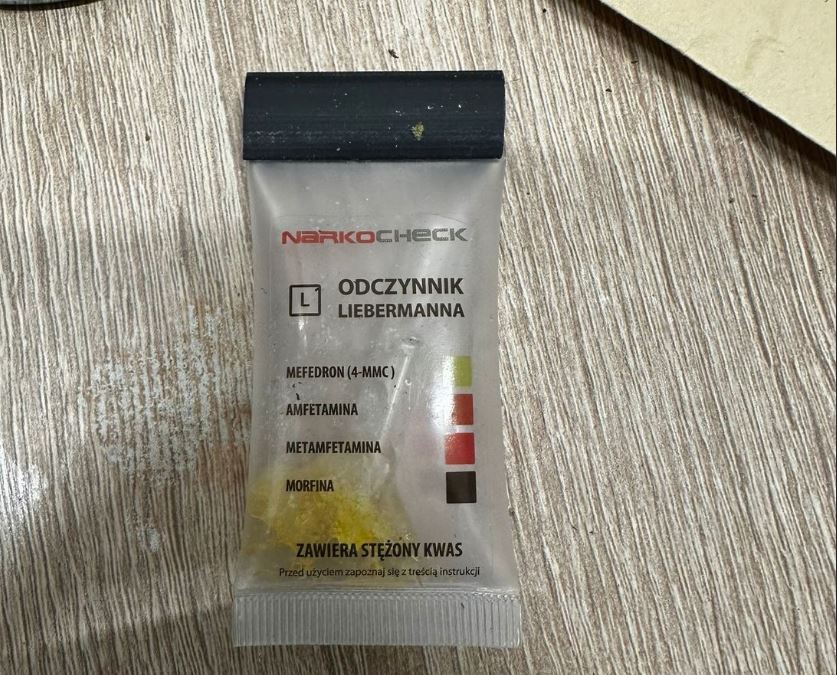 NARKOCHECK
L
ODCZYNNIK
LIEBERMANNA
MEFEDRON (4-MMC )
AMFETAMINA
METAMFETAMINA
MORFINA
ZAWIERA STĘŻONY KWAS
Przed użyciem zapoznaj się z treścią instrukcji